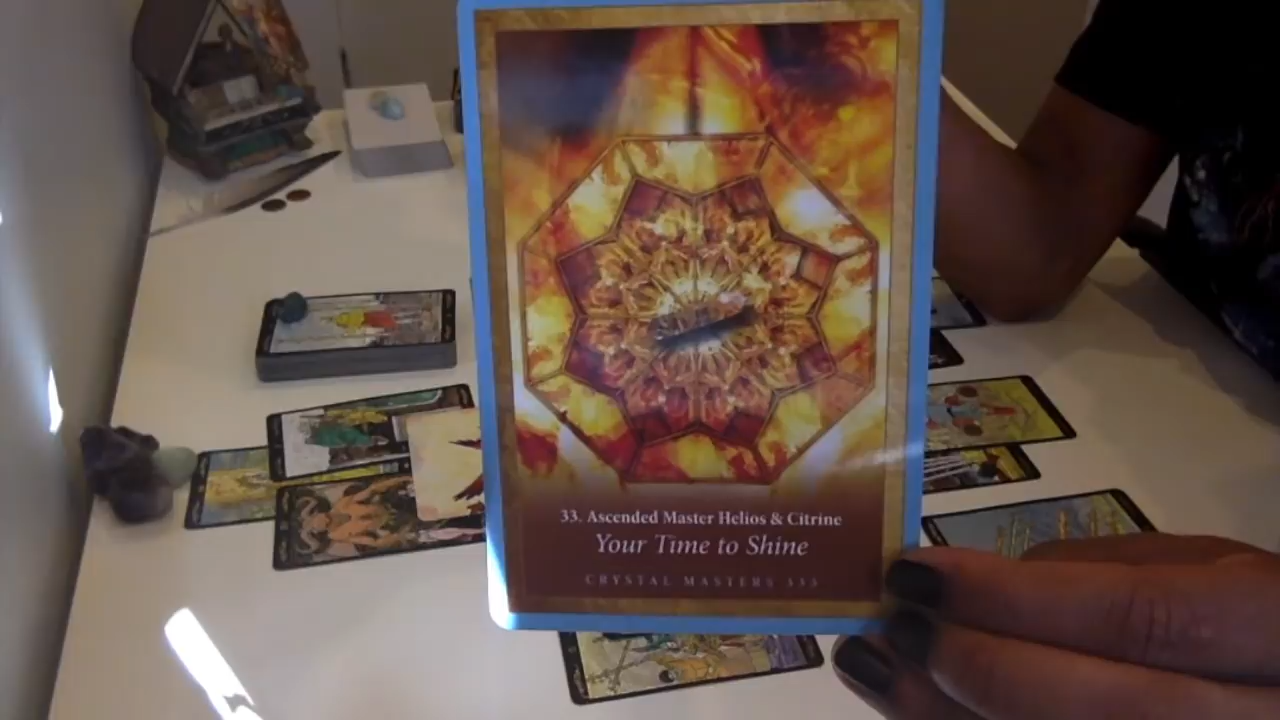 33. Ascended Master Helios & Citrine
Your Time to Shine
CRYSTAL MASTERS 333